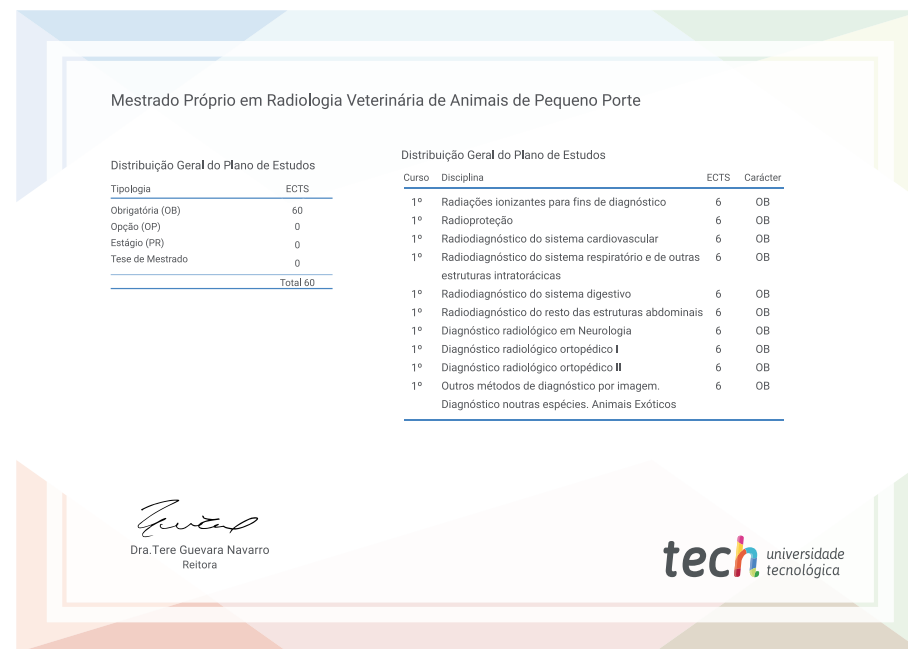 Mestrado Próprio em Radiologia Veterinária de Animais de Pequeno Porte
Distribuição Geral do Plano de Estudos
Tipologia ECTS
Obrigatória (OB) 60
Opção (OP) 0
Estágio (PR) 0
Tese de Mestrado 0
Total 60
Distribuição Geral do Plano de Estudos
Curso Disciplina ECTS Carácter
1º Radiações ionizantes para fins de diagnóstico 6 OB
1º Radioproteção 6 OB
1º Radiodiagnóstico do sistema cardiovascular 6 OB
1º Radiodiagnóstico do sistema respiratório e de outras 6 OB
estruturas intratorácicas
1º Radiodiagnóstico do sistema digestivo 6 OB
1º Radiodiagnóstico do resto das estruturas abdominais 6 OB
1º Diagnóstico radiológico em Neurologia 6 OB
1º Diagnóstico radiológico ortopédico I 6 OB
1º Diagnóstico radiológico ortopédico II 6 OB
1º Outros métodos de diagnóstico por imagem. 6 OB
Diagnóstico noutras espécies. Animais Exóticos
Dra.Tere Guevara Navarro
Reitora
tech universidade
tecnológica